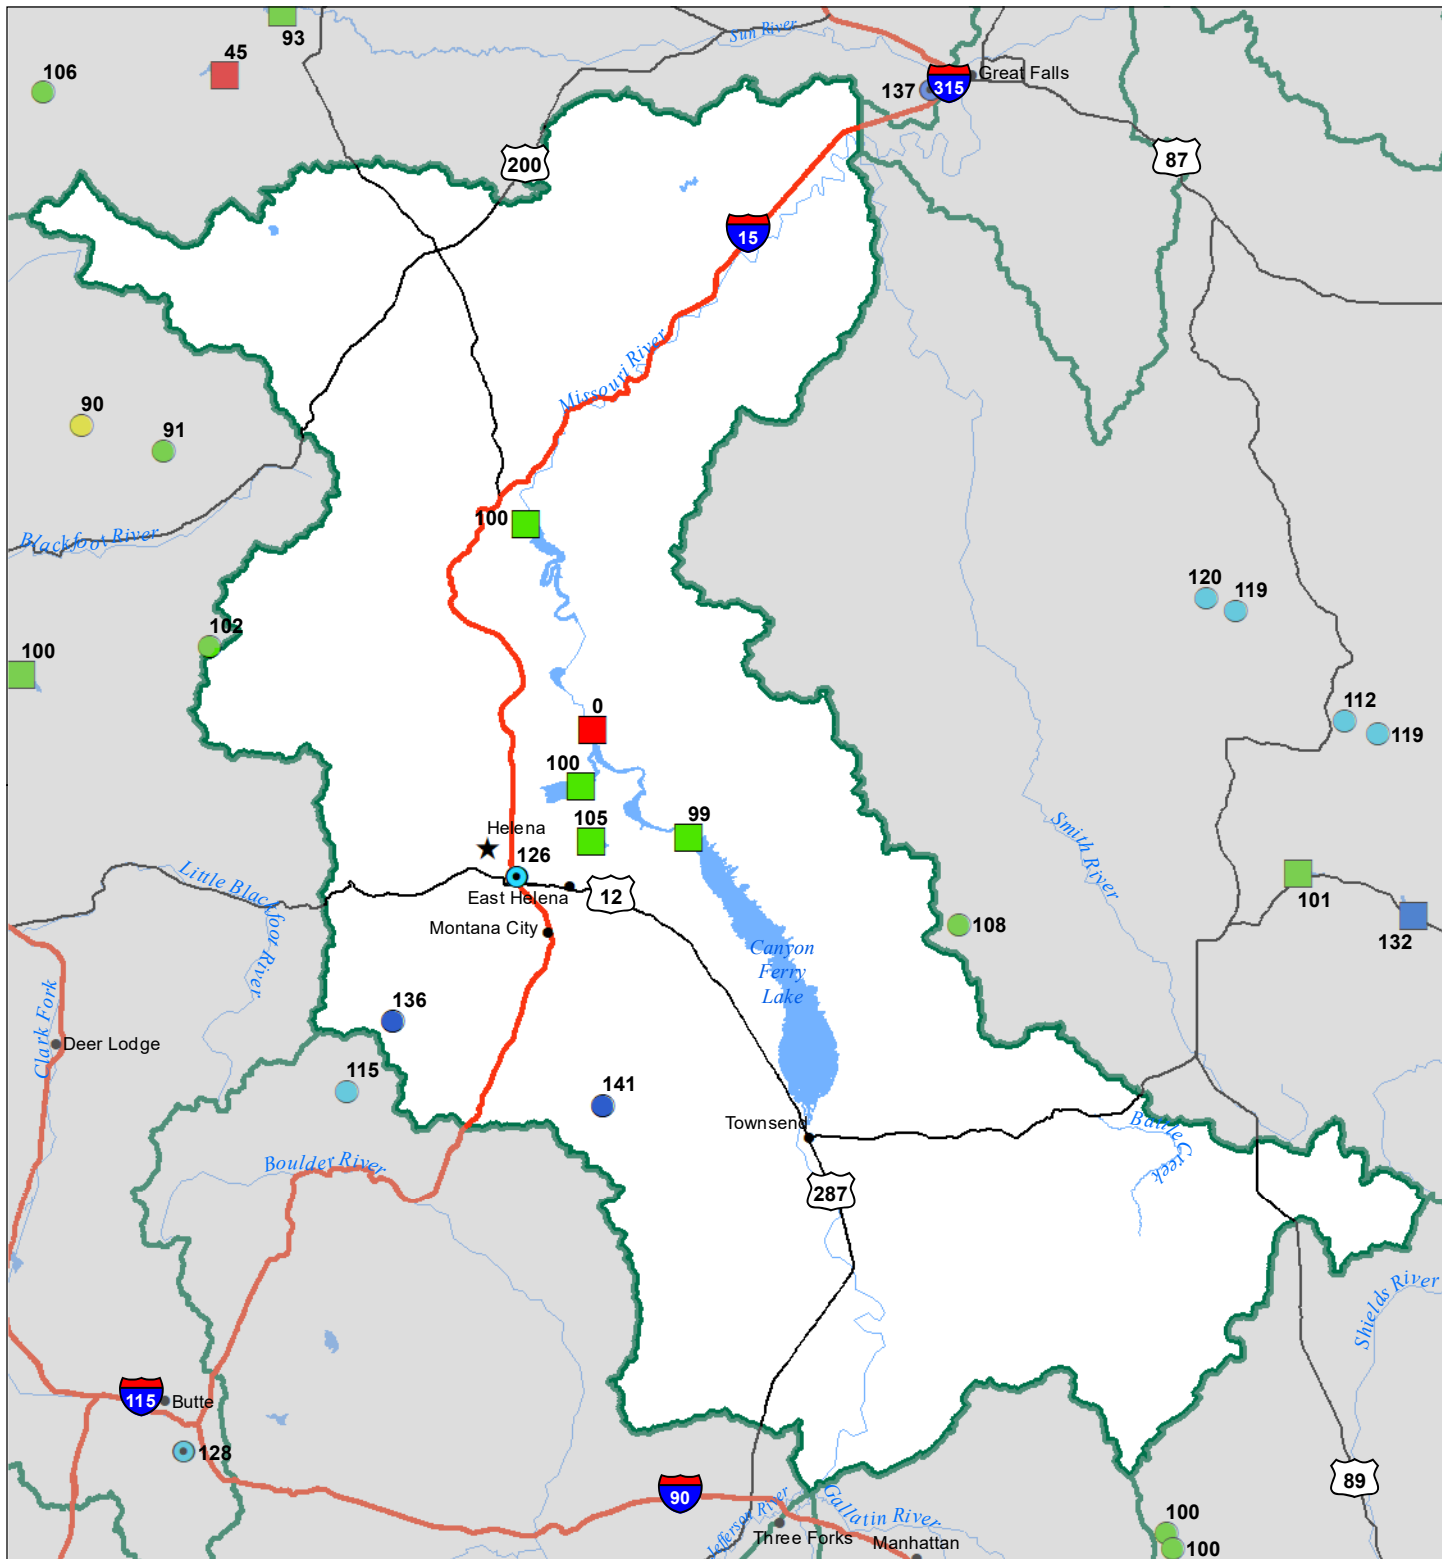 93
45
106
Sun River
Great Falls
137
315
200
87
15
Missouri River
90
91
100
Blackfoot River
120
119
102
100
0
112
119
100
99
105
Helena
126
Smith River
Little Blackfoot River
East Helena
12
101
Montana City
108
132
Canyon
Ferry
Lake
136
Clark Fork
Deer Lodge
115
141
Townsend
Battle Creek
Boulder River
287
Shields River
115
Butte
128
89
90
Jefferson River
Gallatin River
100
Three Forks
Manhattan
100